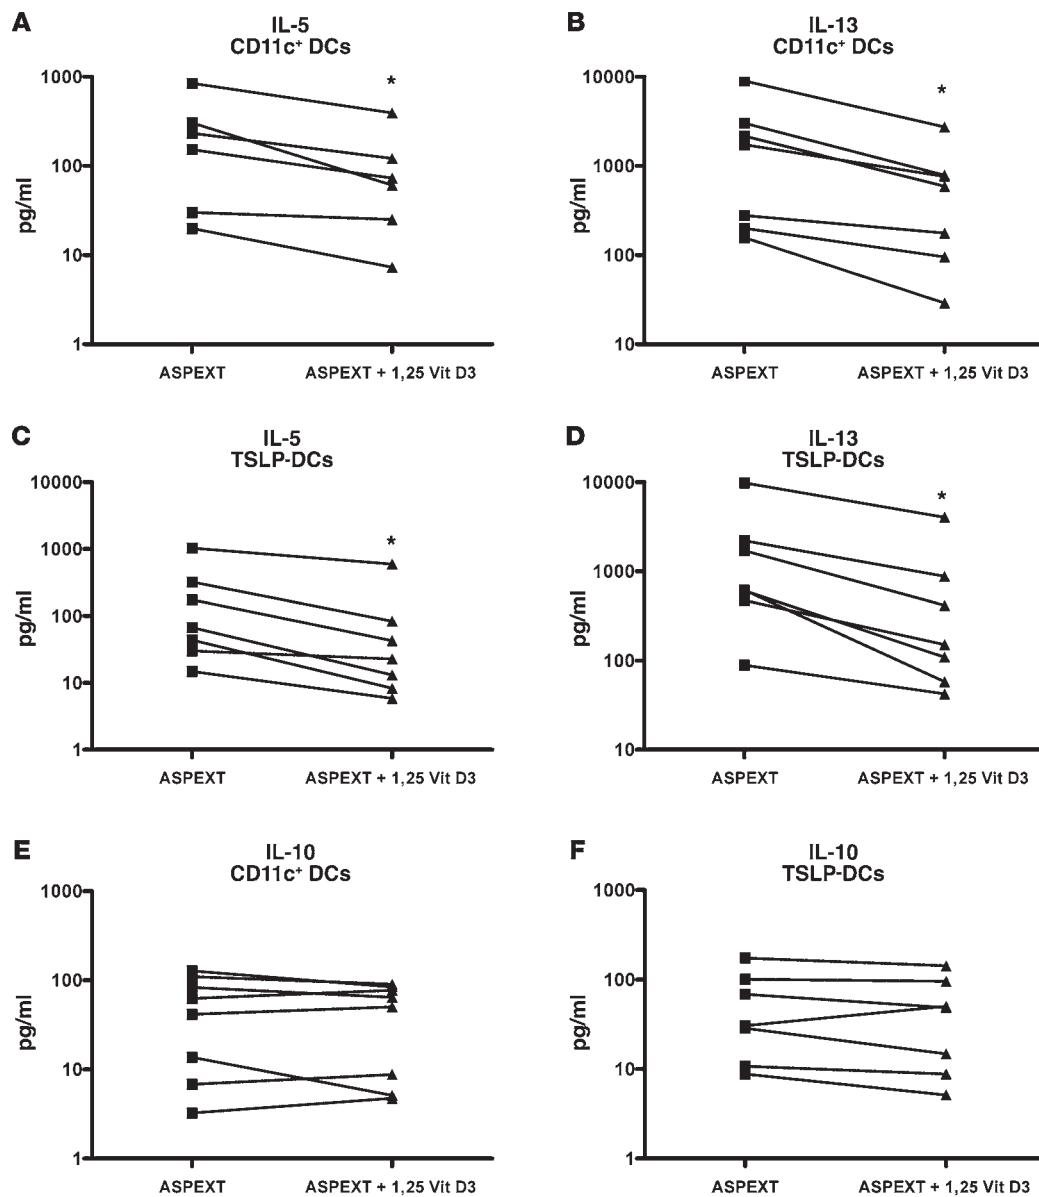 A
IL-5
CD11c+ DCs
*
1000
100
10
1
pg/ml
ASPEXT
ASPEXT + 1,25 Vit D3
B
IL-13
CD11c+ DCs
*
10000
1000
100
10
pg/ml
ASPEXT
ASPEXT + 1,25 Vit D3
C
IL-5
TSLP-DCs
*
10000
1000
100
10
1
pg/ml
ASPEXT
ASPEXT + 1,25 Vit D3
D
IL-13
TSLP-DCs
*
10000
1000
100
10
pg/ml
ASPEXT
ASPEXT + 1,25 Vit D3
E
IL-10
CD11c+ DCs
1000
100
10
1
pg/ml
ASPEXT
ASPEXT + 1,25 Vit D3
F
IL-10
TSLP-DCs
1000
100
10
1
pg/ml
ASPEXT
ASPEXT + 1,25 Vit D3